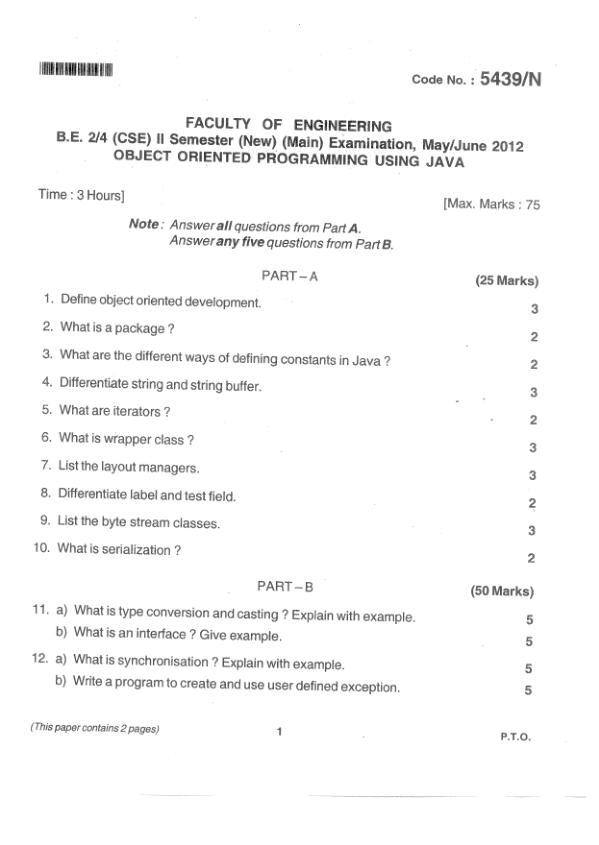 Code No. : 5439/N
FACULTY OF ENGINEERING
B.E. 2/4 (CSE) II Semester (New) (Main) Examination, May/June 2012
OBJECT ORIENTED PROGRAMMING USING JAVA
Time : 3 Hours]
[Max. Marks : 75
Note : Answer all questions from Part A.
Answer any five questions from Part B.
PART – A
(25 Marks)
1. Define object oriented development. 3
2. What is a package ? 2
3. What are the different ways of defining constants in Java ? 2
4. Differentiate string and string buffer. 3
5. What are iterators ? 2
6. What is wrapper class ? 3
7. List the layout managers. 3
8. Differentiate label and test field. 2
9. List the byte stream classes. 3
10. What is serialization ? 2
PART – B
(50 Marks)
11. a) What is type conversion and casting ? Explain with example. 5
b) What is an interface ? Give example. 5
12. a) What is synchronisation ? Explain with example. 5
b) Write a program to create and use user defined exception. 5
(This paper contains 2 pages)
1
P.T.O.